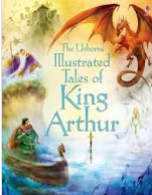 The Usborne
Illustrated
Tales of
King
Arthur